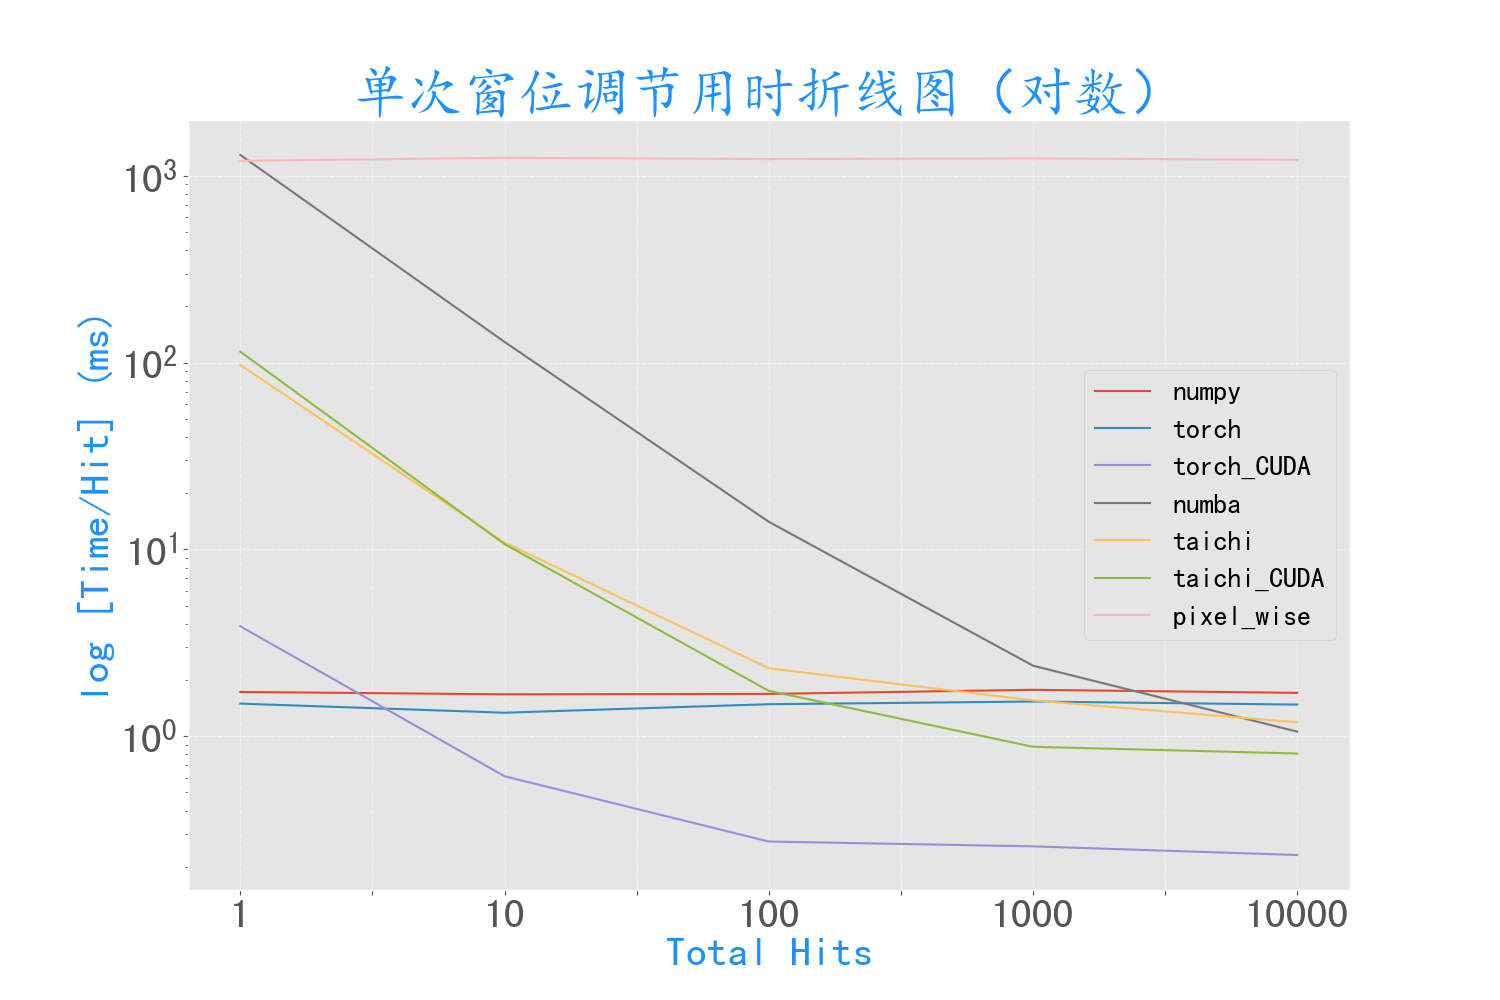 单次窗位调节用时折线图（对数）
log [Time/Hit] (ms)
10³
10²
10¹
10⁰
numpy
torch
torch_CUDA
numba
taichi
taichi_CUDA
pixel_wise
1 10 100 1000 10000
Total Hits